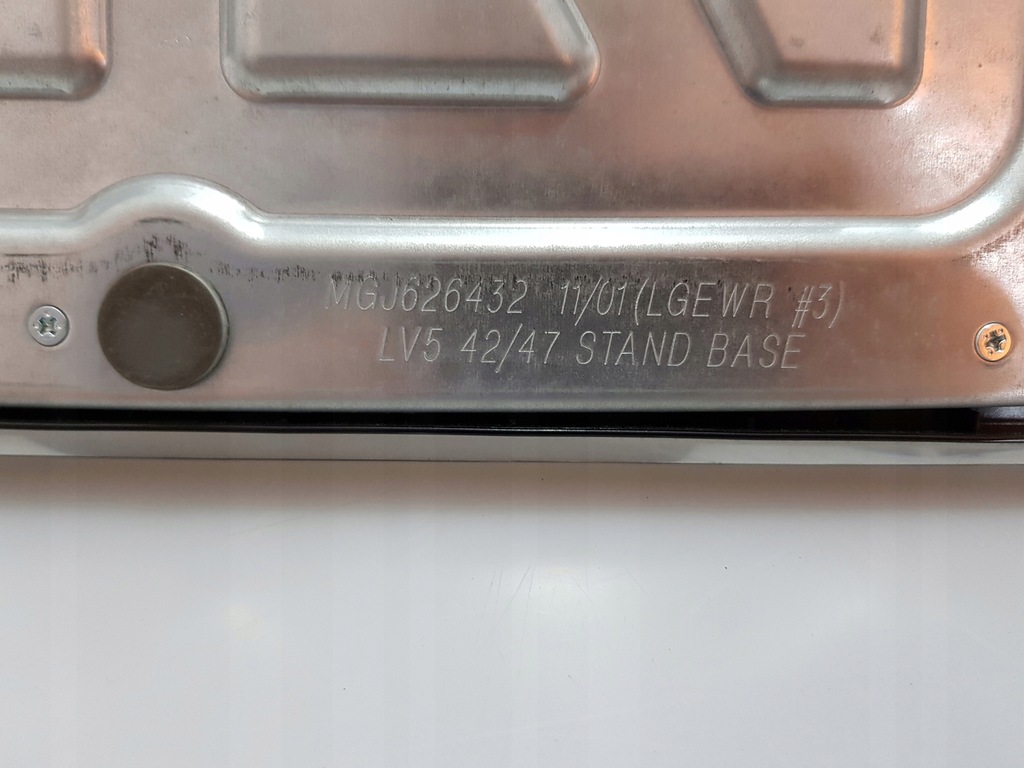 MGJ626432 11/01(LGEWR #3)
LV5 42/47 STAND BASE